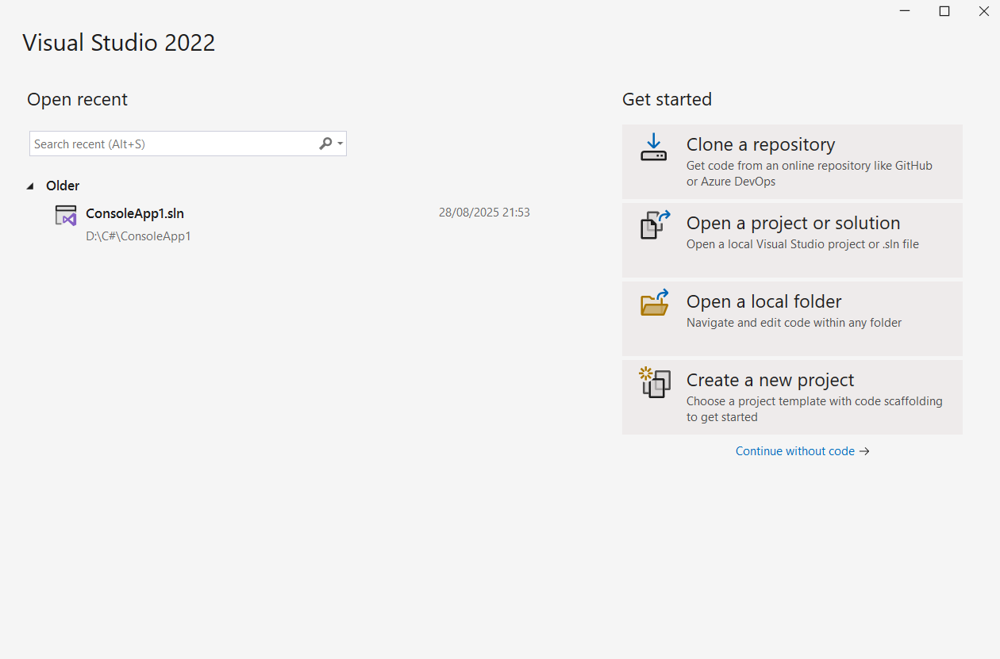 Visual Studio 2022
Open recent
Search recent (Alt+S)
Older
ConsoleApp1.sln
28/08/2025 21:53
D:\C#\ConsoleApp1
Get started
Clone a repository
Get code from an online repository like GitHub
or Azure DevOps
Open a project or solution
Open a local Visual Studio project or .sln file
Open a local folder
Navigate and edit code within any folder
Create a new project
Choose a project template with code scaffolding
to get started
Continue without code →